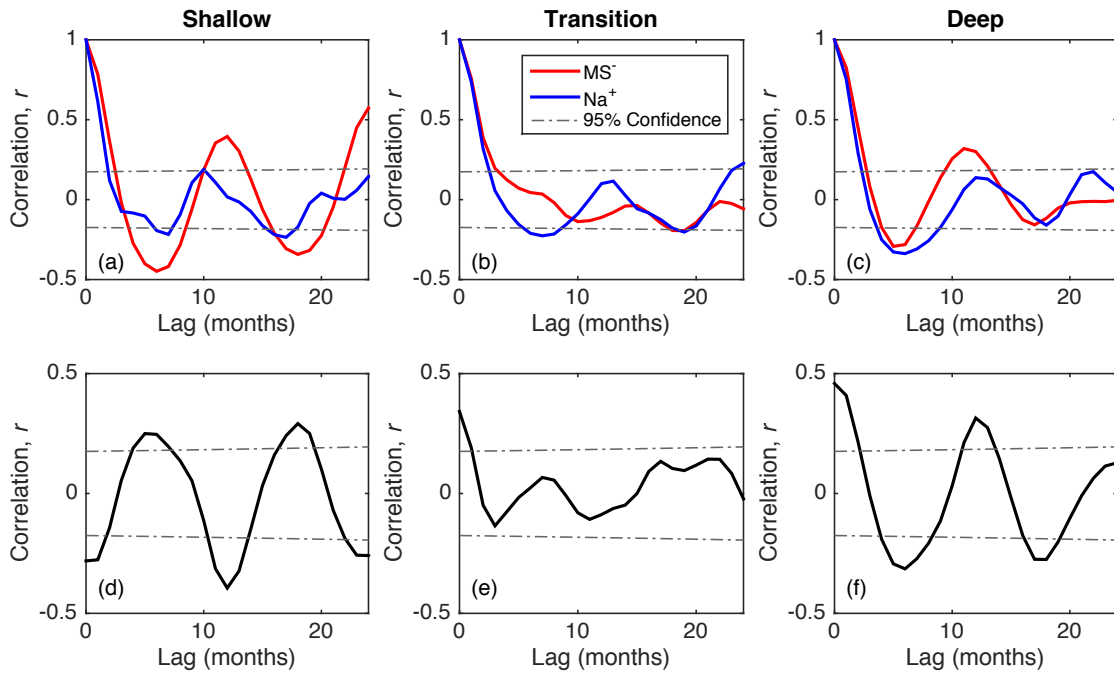 Shallow
Transition
Deep
Correlation, r
1
0.5
0
-0.5
(a)
0
10
20
Lag (months)
Correlation, r
1
0.5
0
-0.5
MS-
Na+
95% Confidence
(b)
0
10
20
Lag (months)
Correlation, r
1
0.5
0
-0.5
(c)
0
10
20
Lag (months)
Correlation, r
0.5
0
-0.5
(d)
0
10
20
Lag (months)
Correlation, r
0.5
0
-0.5
(e)
0
10
20
Lag (months)
Correlation, r
0.5
0
-0.5
(f)
0
10
20
Lag (months)